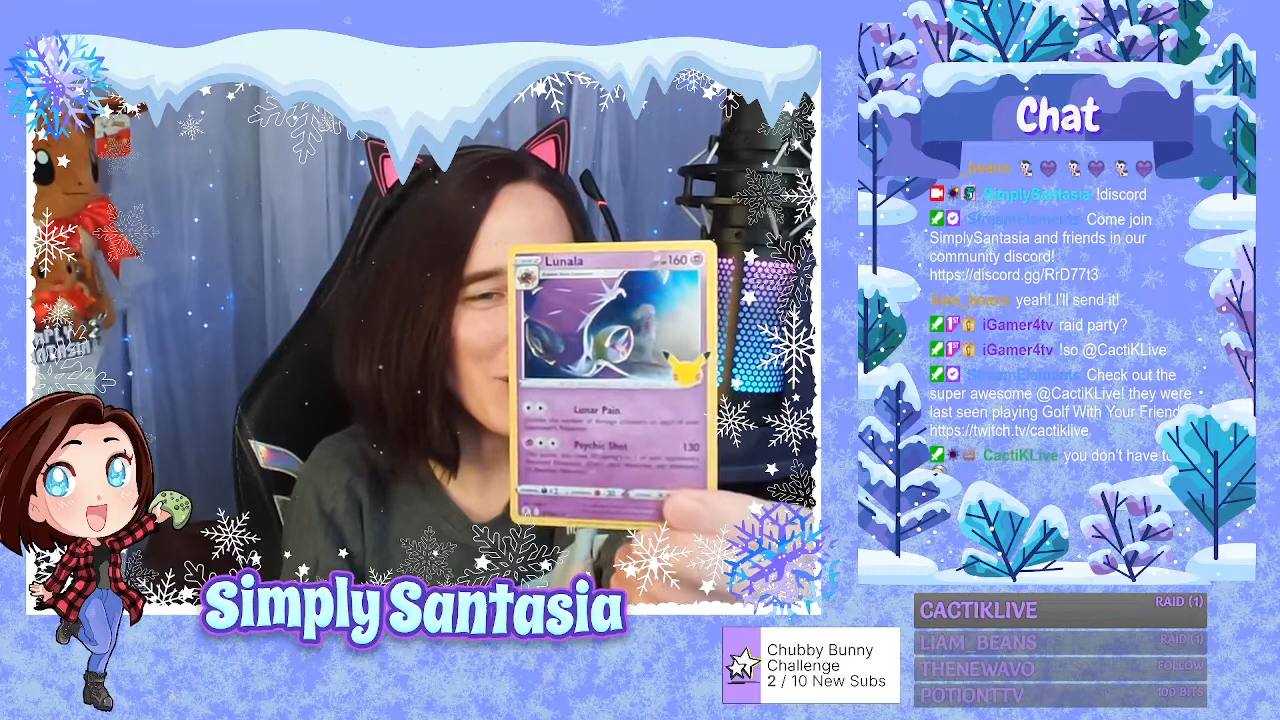 Lunala
160
Lunar Pain
Psychic Shot 130
Simply Santasia
Chubby Bunny
Challenge
2 / 10 New Subs
Chat
_beans
SimplySantasia !discord
StreamElements Come join
SimplySantasia and friends in our
community discord!
https://discord.gg/RrD77t3
liam_beans yeah! I'll send it!
iGamer4tv raid party?
iGamer4tv !so @CactiKLive
StreamElements Check out the
super awesome @CactiKLive! they were
last seen playing Golf With Your Friend
https://twitch.tv/cactiklive
CactiKLive you don't have to
CACTIKLIVE RAID (1)
LIAM_BEANS RAID (1)
THENEWAVO FOLLOW
POTIONTTV 100 BITS